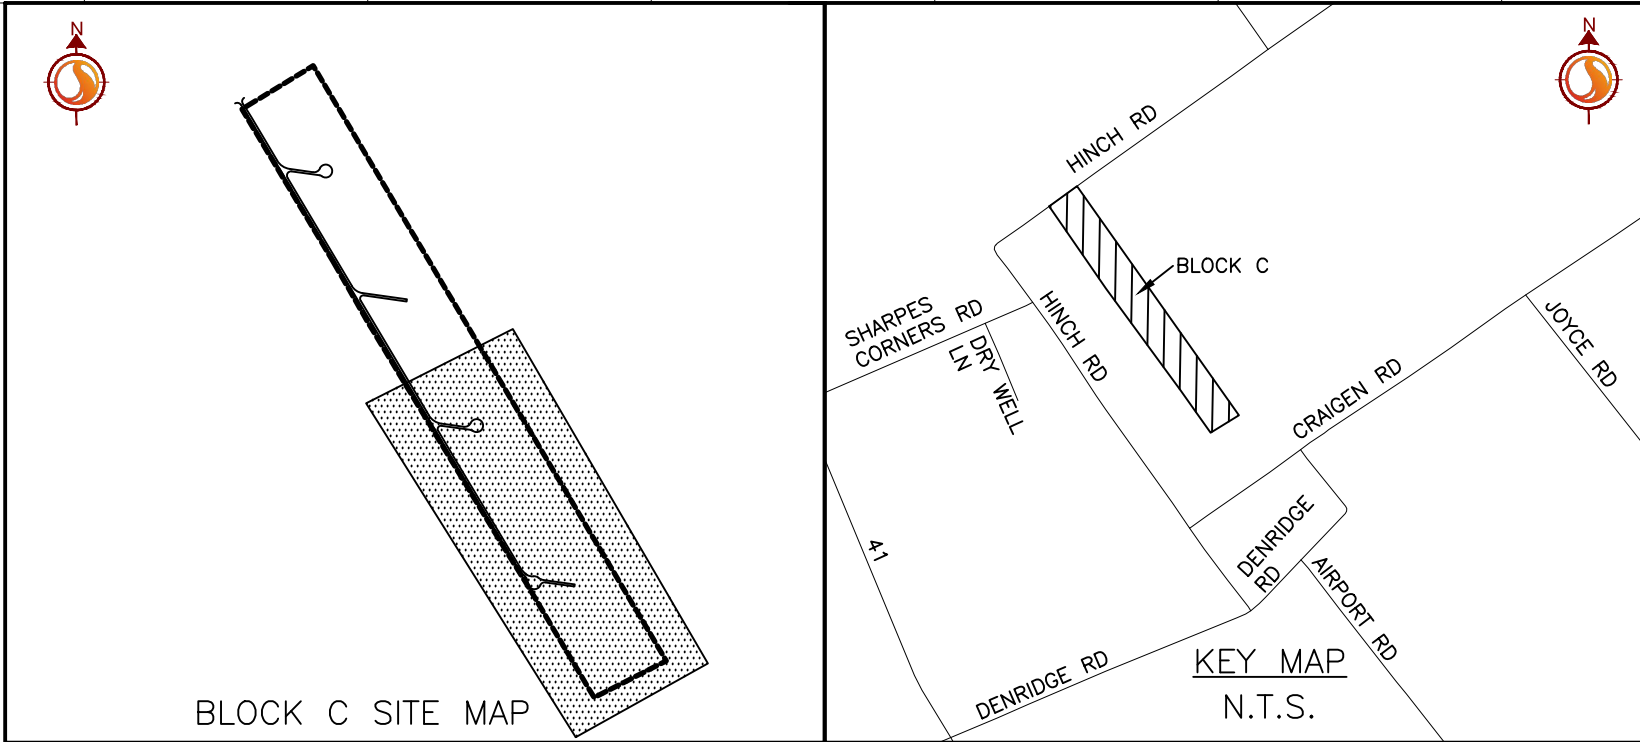 N
BLOCK C SITE MAP
N
HINCH RD
BLOCK C
SHARPES
CORNERS RD
HINCH RD
DRY WELL
LN
JOYCE RD
CRAIGEN RD
41
DENRIDGE
RD
AIRPORT RD
DENRIDGE RD
KEY MAP
N.T.S.